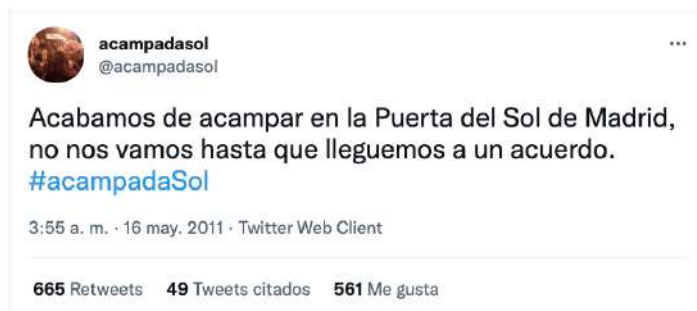 acampadasol
@acampadasol
Acabamos de acampar en la Puerta del Sol de Madrid,
no nos vamos hasta que lleguemos a un acuerdo.
#acampadaSol
3:55 a. m. · 16 may. 2011 · Twitter Web Client
665 Retweets 49 Tweets citados 561 Me gusta